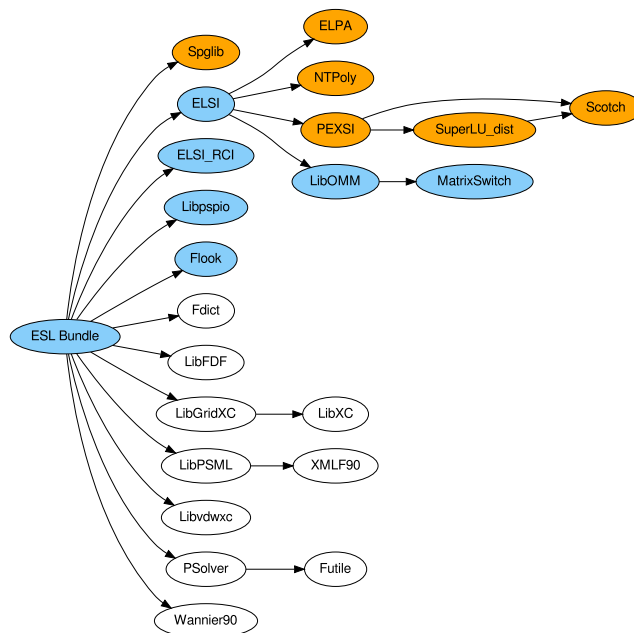 ELPA
Spglib
NTPoly
ELSI
Scotch
PEXSI
SuperLU_dist
ELSI_RCI
LibOMM
MatrixSwitch
Libpspio
Flook
Fdict
ESL Bundle
LibFDF
LibGridXC
LibXC
LibPSML
XMLF90
Libvdwxc
PSolver
Futile
Wannier90